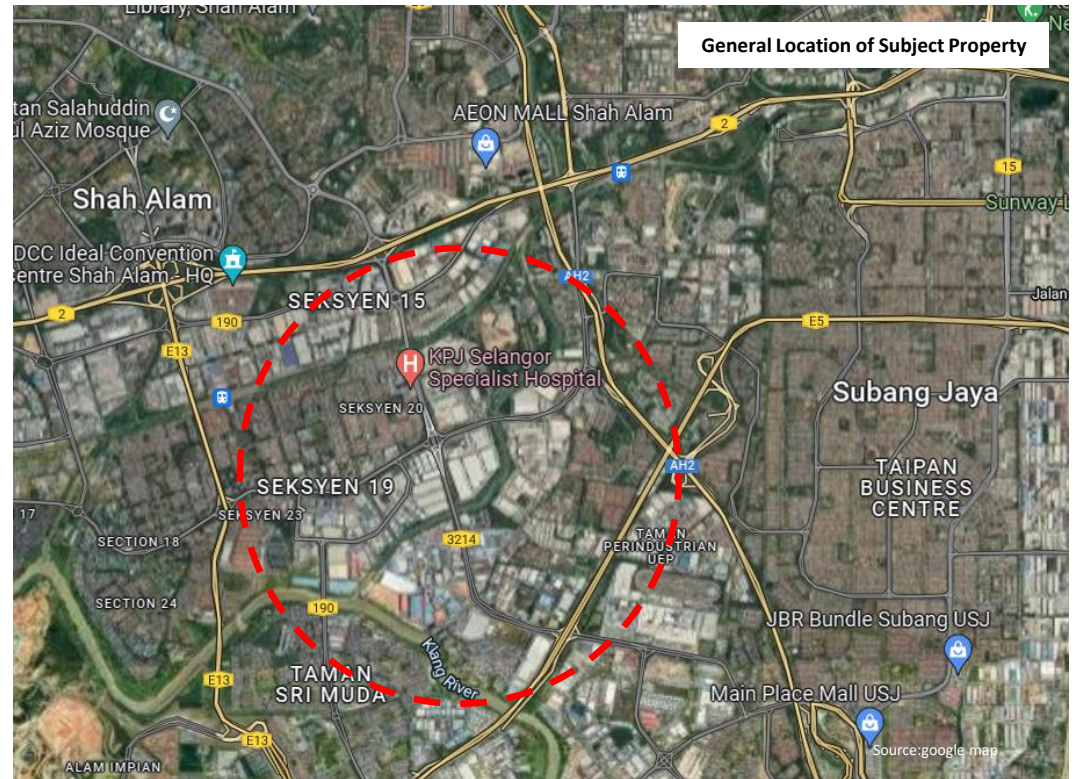 Library, Shah Alam
General Location of Subject Property
tan Salahuddin
ul Aziz Mosque
AEON MALL Shah Alam
2
15
Shah Alam
Sunway L
DCC Ideal Convention
Centre Shah Alam - HQ
AH2
SEKSYEN 15
Jalan
2
190
E5
E13
KPJ Selangor
Specialist Hospital
H
Subang Jaya
SEKSYEN 20
AH2
TAIPAN
BUSINESS
CENTRE
SEKSYEN 19
17
SEKSYEN 23
SECTION 18
3214
TAMAN
PERINDUSTRIAN
UEP
SECTION 24
190
JBR Bundle Subang USJ
Klang River
TAMAN
SRI MUDA
E13
Main Place Mall USJ
E13
Source:google map
ALAM IMPIAN